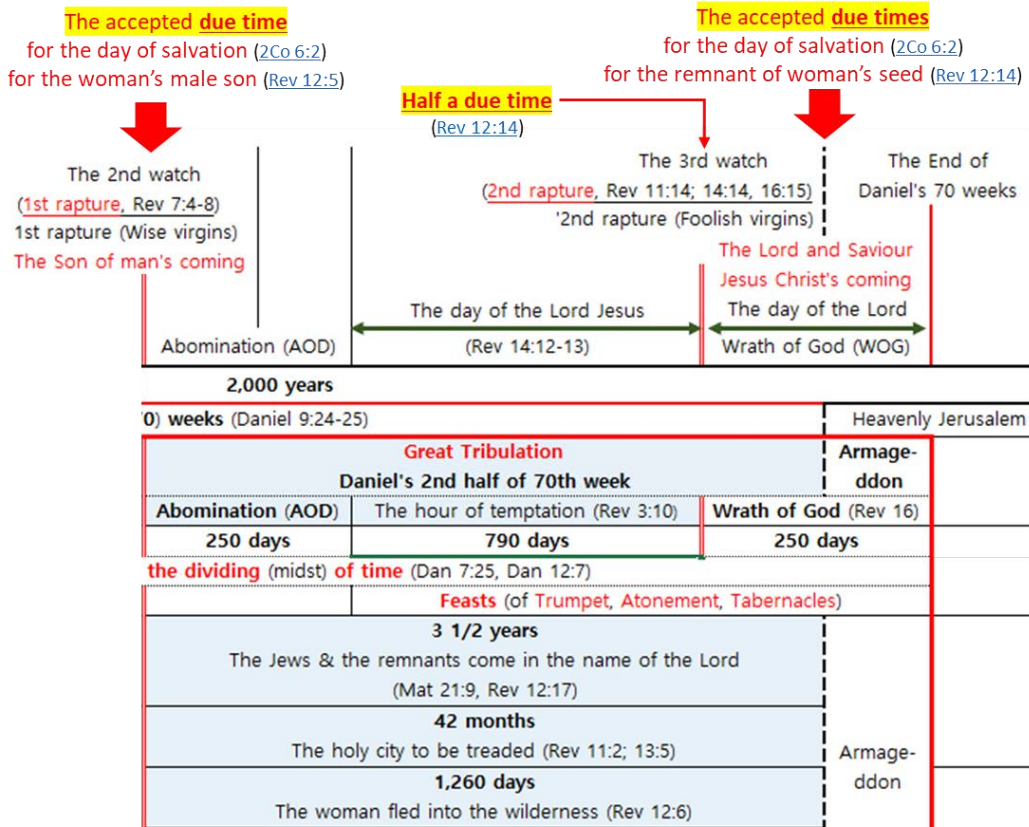 The accepted due time
for the day of salvation (2Co 6:2)
for the woman's male son (Rev 12:5)
The accepted due times
for the day of salvation (2Co 6:2)
for the remnant of woman's seed (Rev 12:14)
Half a due time
(Rev 12:14)
The 2nd watch
(1st rapture, Rev 7:4-8)
1st rapture (Wise virgins)
The Son of man's coming
The 3rd watch
(2nd rapture, Rev 11:14; 14:14, 16:15)
'2nd rapture (Foolish virgins)
The End of
Daniel's 70 weeks
The Lord and Saviour
Jesus Christ's coming
The day of the Lord Jesus
The day of the Lord
Abomination (AOD)
(Rev 14:12-13)
Wrath of God (WOG)
2,000 years
0) weeks (Daniel 9:24-25)
Heavenly Jerusalem
Great Tribulation
Daniel's 2nd half of 70th week
Armage-
ddon
Abomination (AOD)
The hour of temptation (Rev 3:10)
Wrath of God (Rev 16)
250 days
790 days
250 days
the dividing (midst) of time (Dan 7:25, Dan 12:7)
Feasts (of Trumpet, Atonement, Tabernacles)
3 1/2 years
The Jews & the remnants come in the name of the Lord
(Mat 21:9, Rev 12:17)
42 months
The holy city to be treaded (Rev 11:2; 13:5)
Armage-
ddon
1,260 days
The woman fled into the wilderness (Rev 12:6)